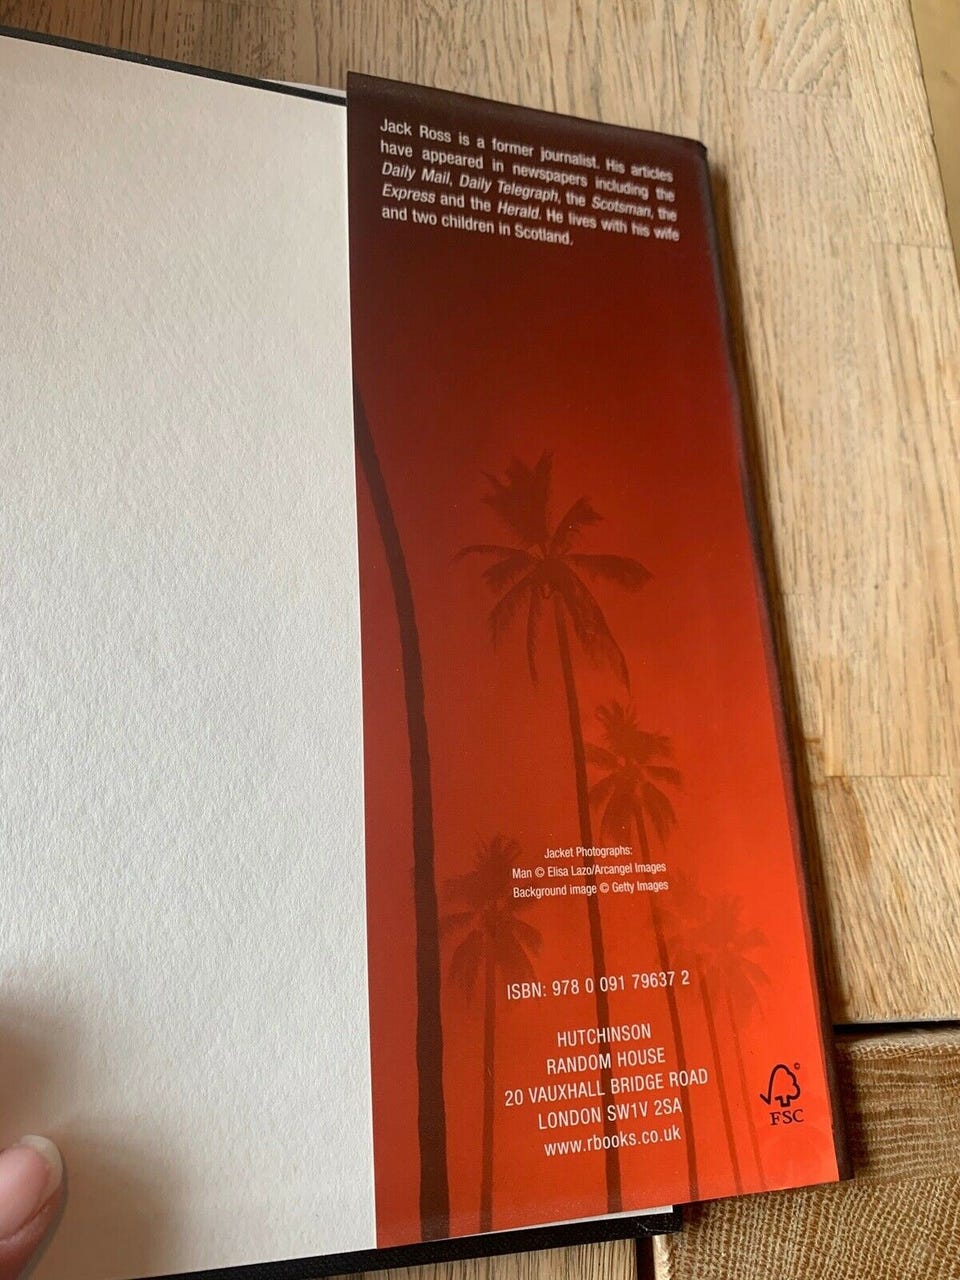 Jack Ross is a former journalist. His articles
have appeared in newspapers including the
Daily Mail, Daily Telegraph, the Scotsman, the
Express and the Herald. He lives with his wife
and two children in Scotland.
Jacket Photographs:
Man © Elisa Lazo/Arcangel Images
Background image © Getty Images
ISBN: 978 0 091 79637 2
HUTCHINSON
RANDOM HOUSE
20 VAUXHALL BRIDGE ROAD
LONDON SW1V 2SA
www.rbooks.co.uk
©
FSC